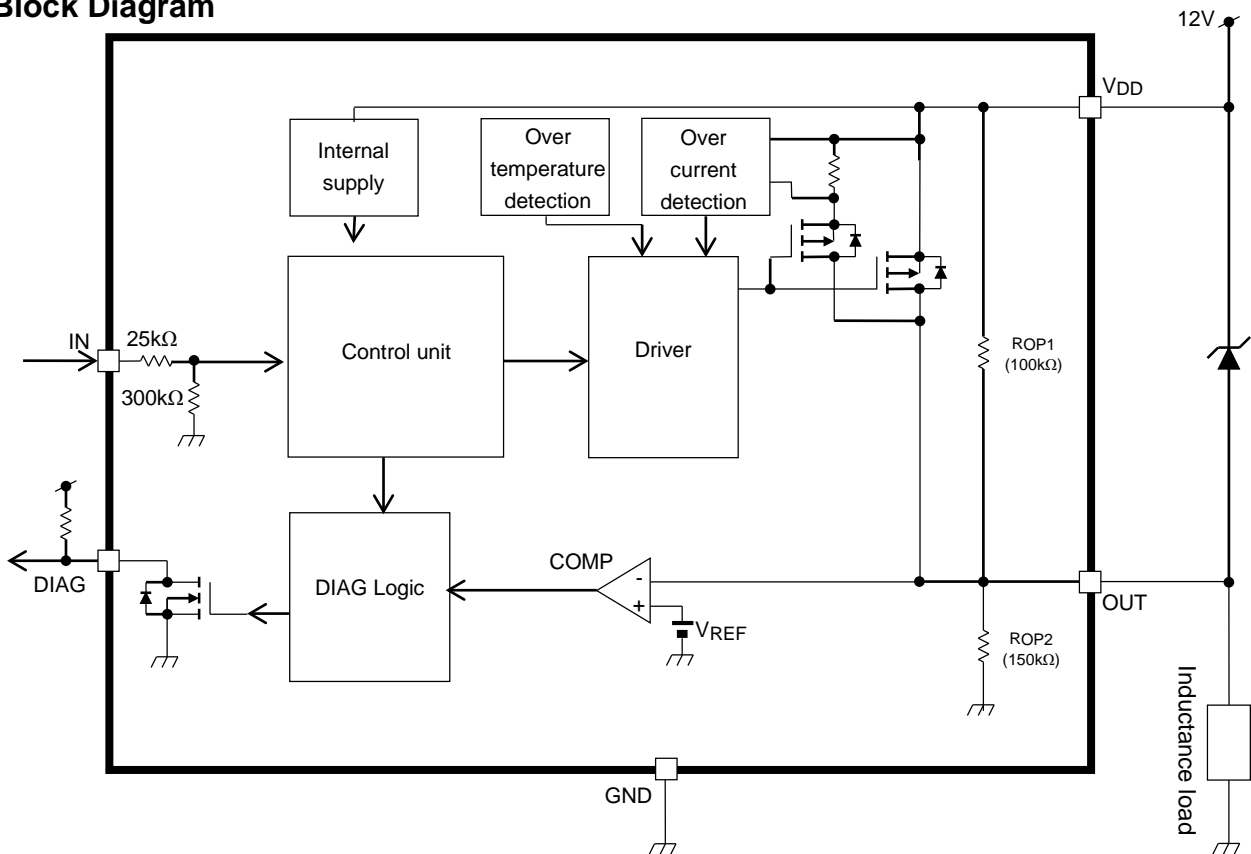 Block Diagram
12V
VDD
Internal
supply
Over
temperature
detection
Over
current
detection
IN
25kΩ
300kΩ
Control unit
Driver
ROP1
(100kΩ)
DIAG
DIAG Logic
COMP
-
+
VREF
OUT
ROP2
(150kΩ)
Inductance load
GND